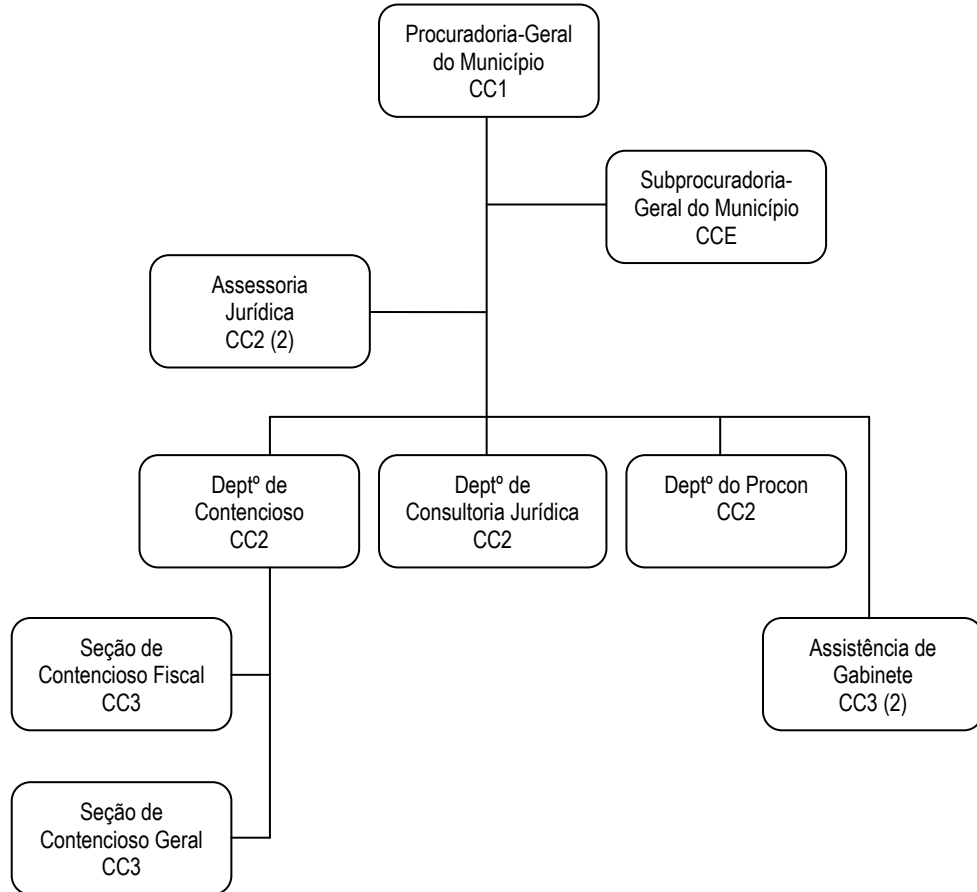 Procuradoria-Geral
do Município
CC1
Subprocuradoria-
Geral do Município
CCE
Assessoria
Jurídica
CC2 (2)
Deptº de
Contencioso
CC2
Deptº de
Consultoria Jurídica
CC2
Deptº do Procon
CC2
Seção de
Contencioso Fiscal
CC3
Assistência de
Gabinete
CC3 (2)
Seção de
Contencioso Geral
CC3